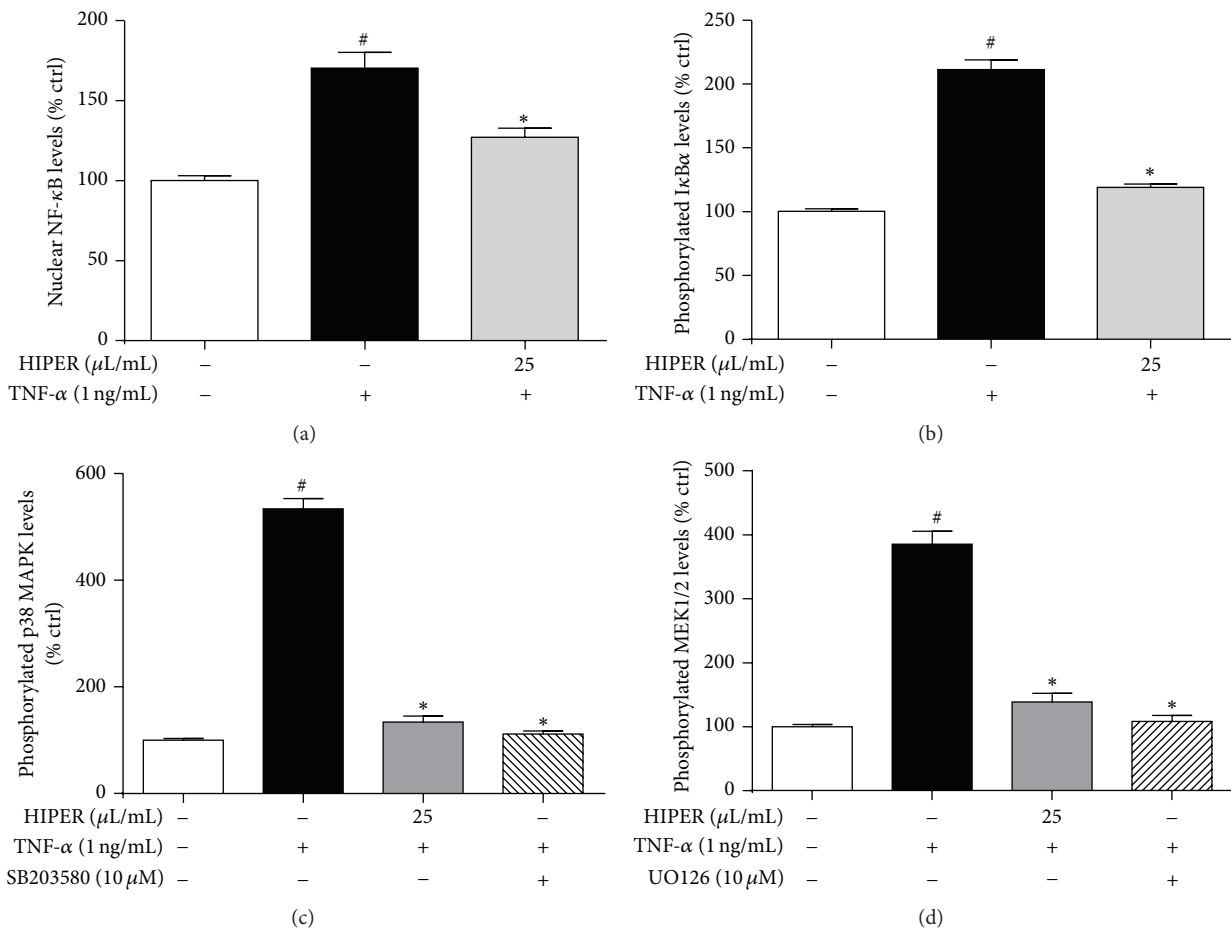 Nuclear NF-κB levels (% ctrl)
200
150
100
50
0
#
*
HIPER (μL/mL) – – 25
TNF-α (1 ng/mL) – + +
(a)
Phosphorylated IκBα levels (% ctrl)
250
200
150
100
50
0
#
*
HIPER (μL/mL) – – 25
TNF-α (1 ng/mL) – + +
(b)
Phosphorylated p38 MAPK levels
(% ctrl)
600
400
200
0
#
*
*
HIPER (μL/mL) – – 25 –
TNF-α (1 ng/mL) – + + +
SB203580 (10 μM) – – – +
(c)
Phosphorylated MEK1/2 levels (% ctrl)
500
400
300
200
100
0
#
*
*
HIPER (μL/mL) – – 25 –
TNF-α (1 ng/mL) – + + +
UO126 (10 μM) – – – +
(d)